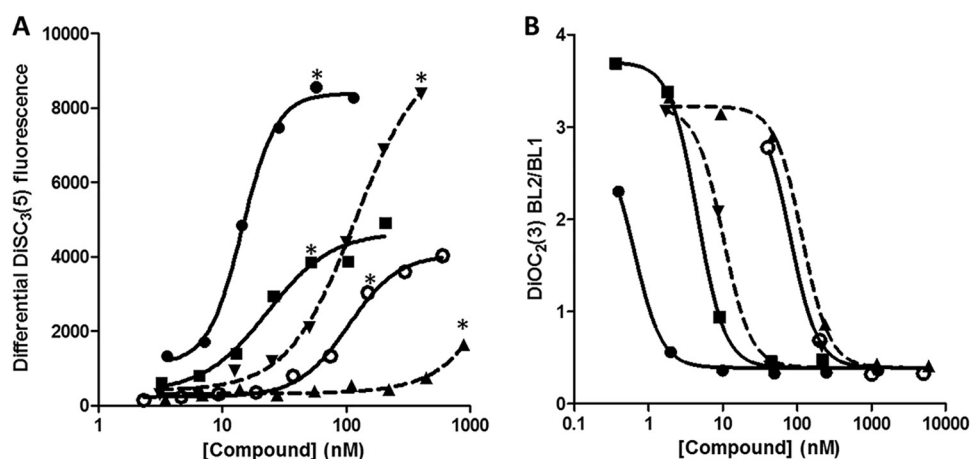 A
Differential DiSC3(5) fluorescence
10000
8000
6000
4000
2000
0
* * * * *
1 10 100 1000
[Compound] (nM)
B
DiOC2(3) BL2/BL1
4
3
2
1
0
0.1 1 10 100 1000 10000
[Compound] (nM)